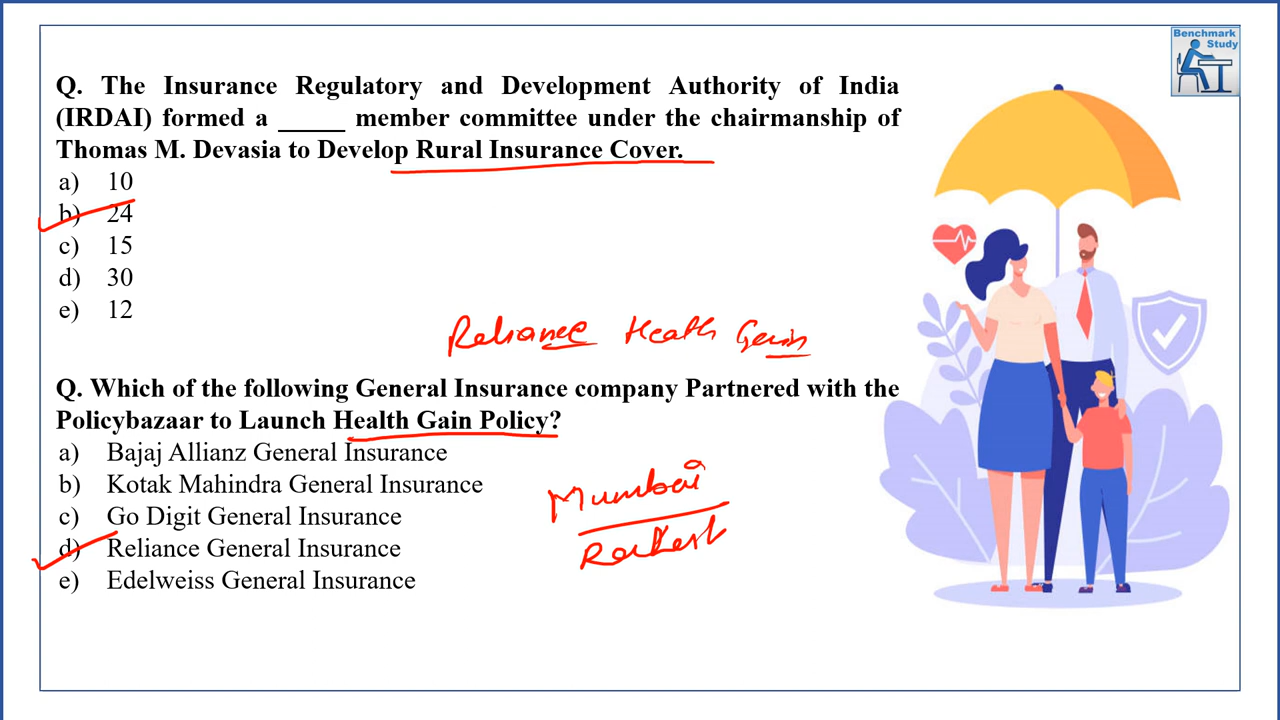 Benchmark
Study
Q. The Insurance Regulatory and Development Authority of India
(IRDAI) formed a _____ member committee under the chairmanship of
Thomas M. Devasia to Develop Rural Insurance Cover.
a) 10
b) 24
c) 15
d) 30
e) 12
Reliance Heath Gain
Q. Which of the following General Insurance company Partnered with the
Policybazaar to Launch Health Gain Policy?
a) Bajaj Allianz General Insurance
b) Kotak Mahindra General Insurance
c) Go Digit General Insurance
d) Reliance General Insurance
e) Edelweiss General Insurance
Mumbai